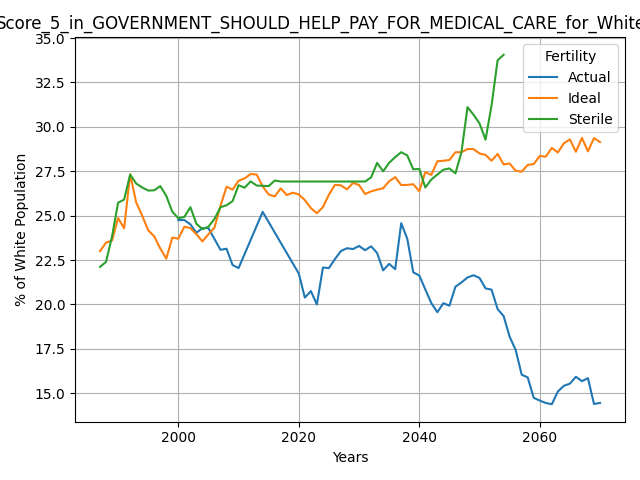 Score_5_in_GOVERNMENT_SHOULD_HELP_PAY_FOR_MEDICAL_CARE_for_White
35.0
32.5
30.0
27.5
25.0
22.5
20.0
17.5
15.0
% of White Population
Fertility
Actual
Ideal
Sterile
2000
2020
2040
2060
Years